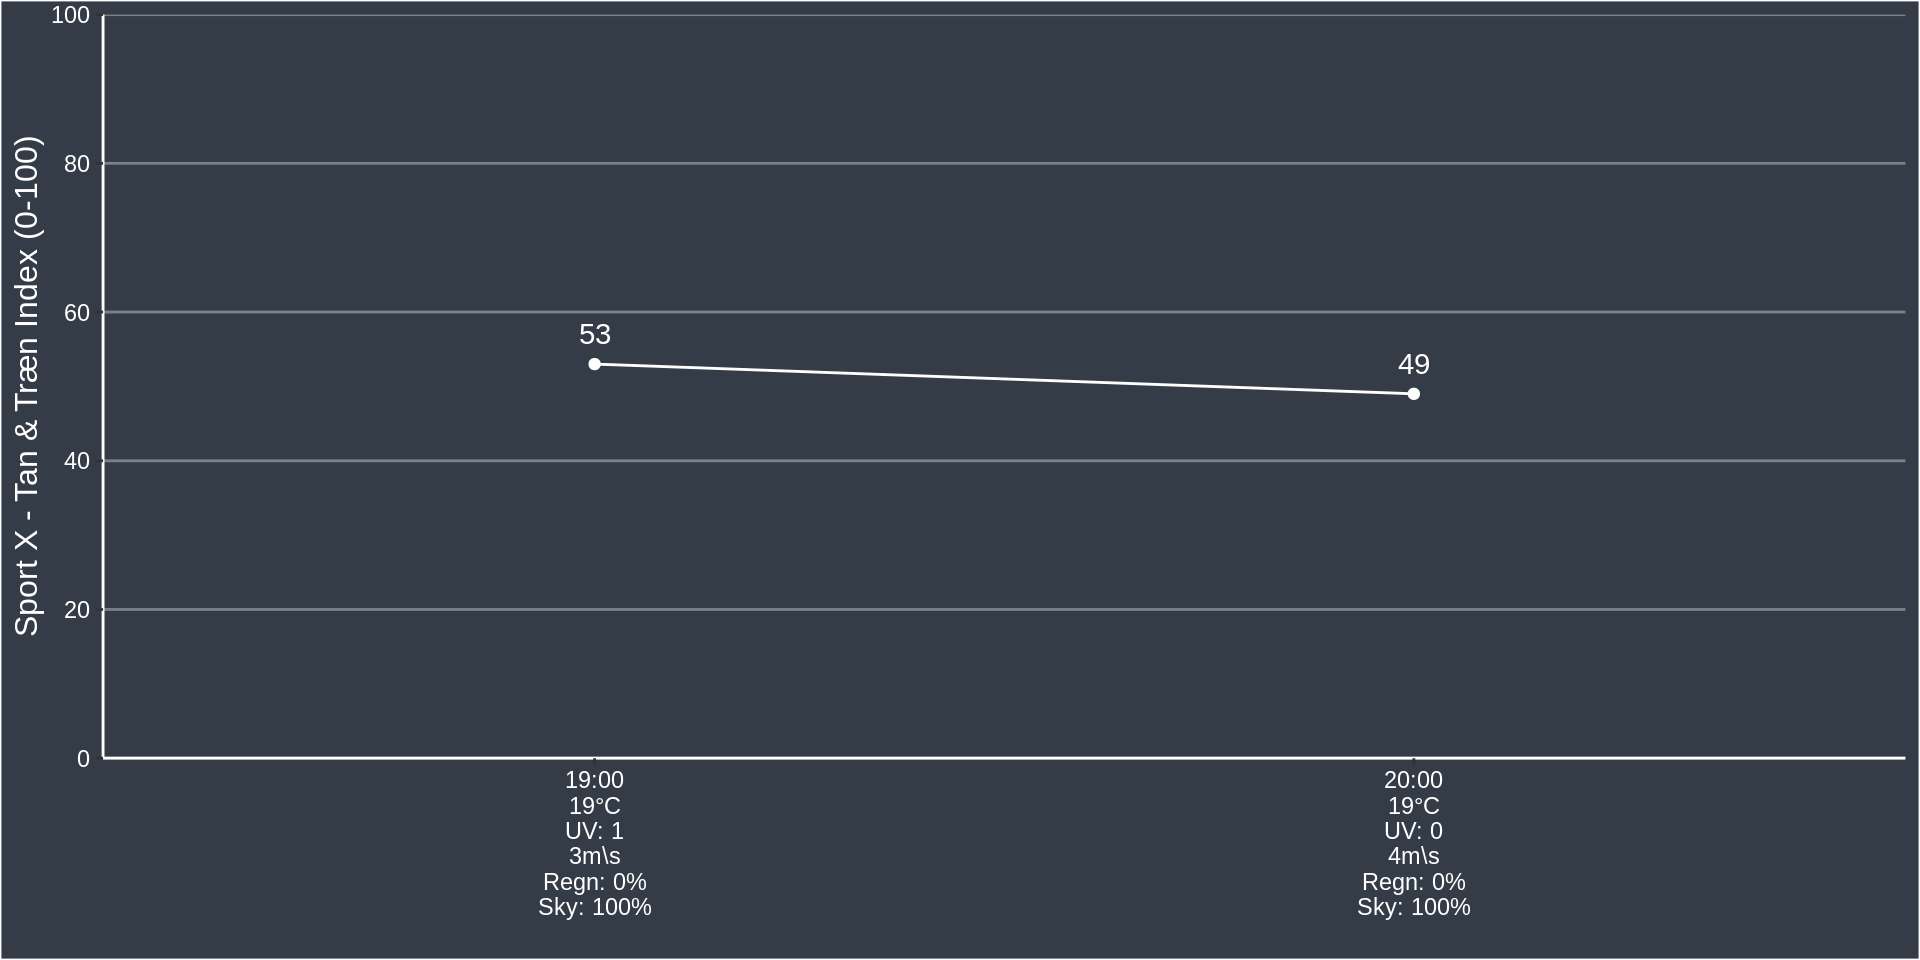 Sport X - Tan & Træn Index (0-100)
100
80
60
40
20
0
53
49
19:00
19°C
UV: 1
3m\s
Regn: 0%
Sky: 100%
20:00
19°C
UV: 0
4m\s
Regn: 0%
Sky: 100%